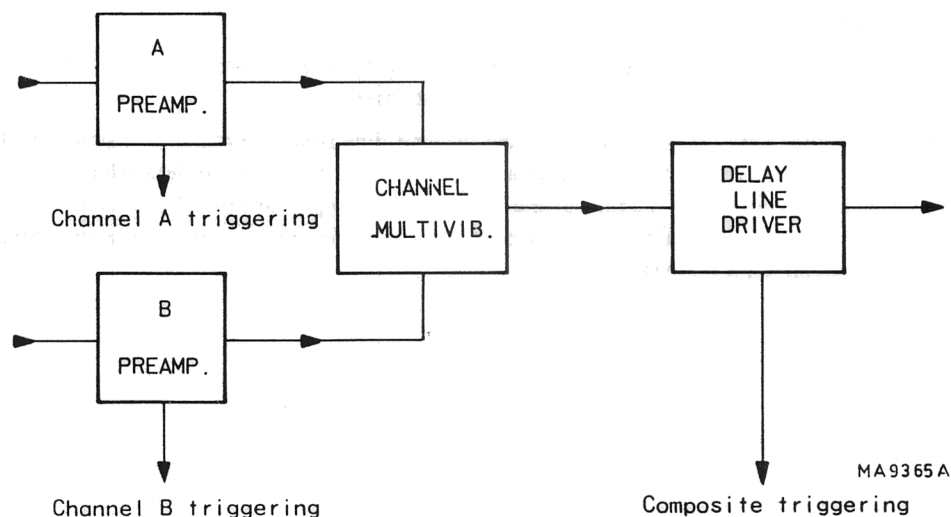 A
PREAMP.
Channel A triggering
CHANNEL
MULTIVIB.
DELAY
LINE
DRIVER
B
PREAMP.
Channel B triggering
Composite triggering
MA9365A